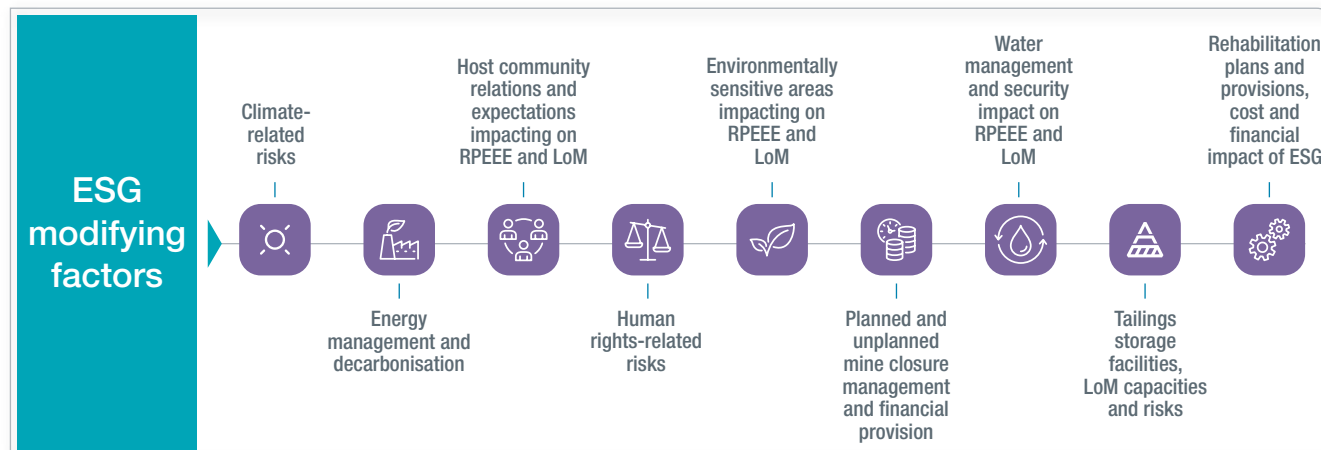 ESG
modifying
factors
Climate-
related
risks
Energy
management and
decarbonisation
Host community
relations and
expectations
impacting on
RPEEE and LoM
Human
rights-related
risks
Environmentally
sensitive areas
impacting on
RPEEE and
LoM
Planned and
unplanned
mine closure
management
and financial
provision
Water
management
and security
impact on
RPEEE and
LoM
Tailings
storage
facilities,
LoM capacities
and risks
Rehabilitation
plans and
provisions,
cost and
financial
impact of ESG